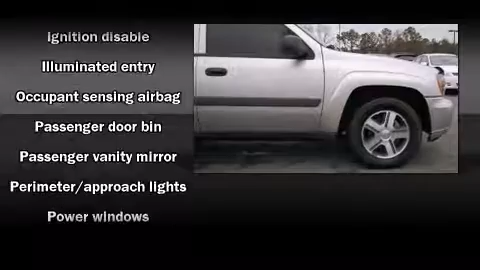 Ignition disable
Illuminated entry
Occupant sensing airbag
Passenger door bin
Passenger vanity mirror
Perimeter/approach lights
Power windows